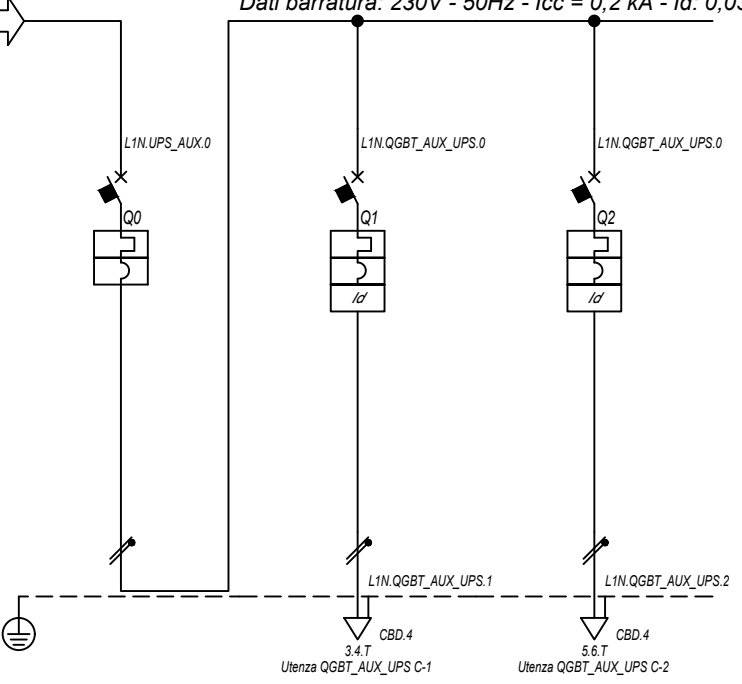 Dati barratura: 230V - 50Hz - Icc = 0,2 kA - Id: 0,03
L1N.UPS_AUX.0
L1N.QGBT_AUX_UPS.0
L1N.QGBT_AUX_UPS.0
Q0
Q1
Q2
Id
Id
L1N.QGBT_AUX_UPS.1
L1N.QGBT_AUX_UPS.2
CBD.4
CBD.4
3.4.T
5.6.T
Utenza QGBT_AUX_UPS C-1
Utenza QGBT_AUX_UPS C-2